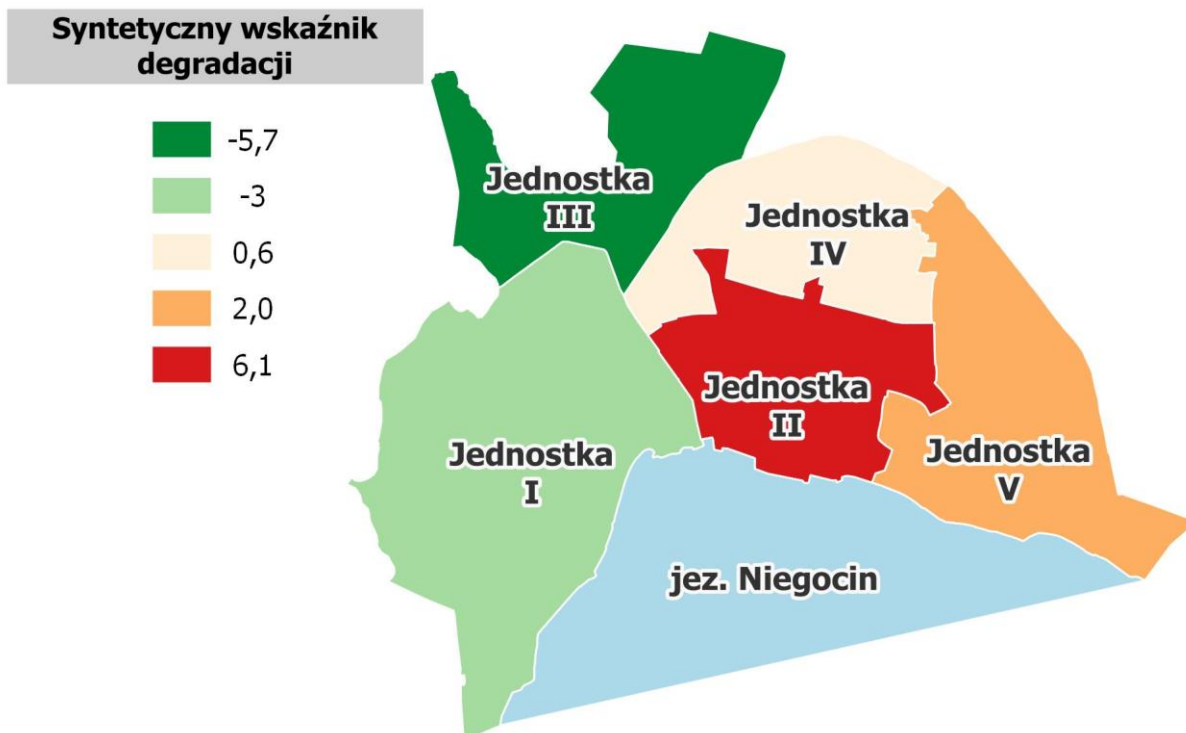 Syntetyczny wskaźnik
degradacji
-5,7
-3
0,6
2,0
6,1
Jednostka
III
Jednostka
IV
Jednostka
II
Jednostka
I
Jednostka
V
jez. Niegocin